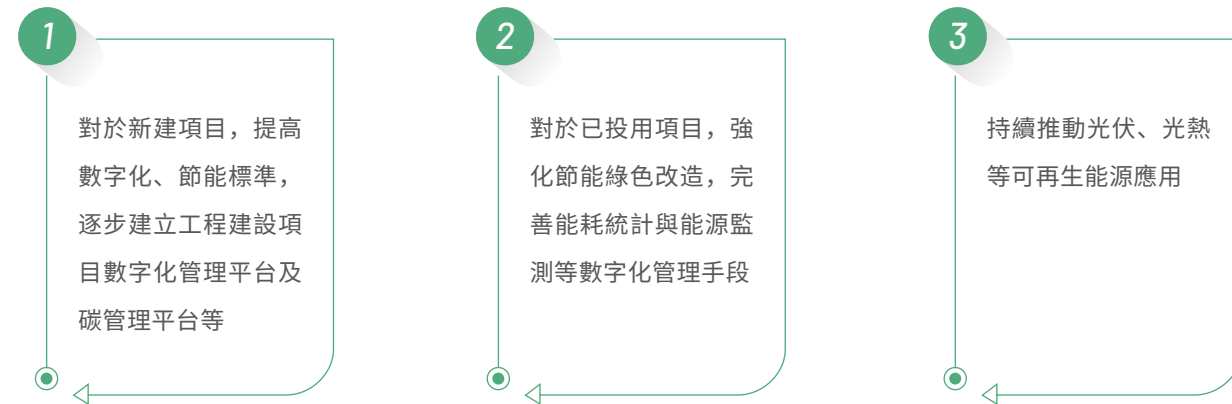 1
對於新建項目，提高
數字化、節能標準，
逐步建立工程建設項
目數字化管理平台及
碳管理平台等
2
對於已投用項目，強
化節能綠色改造，完
善能耗統計與能源監
測等數字化管理手段
3
持續推動光伏、光熱
等可再生能源應用